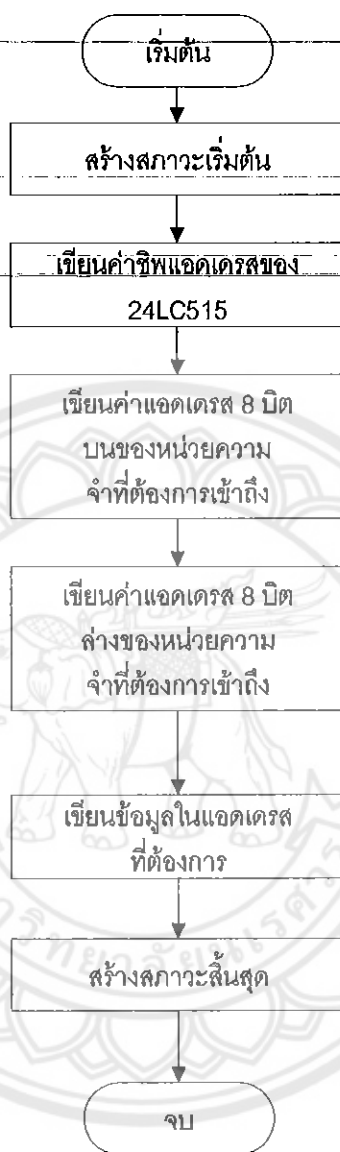 เริ่มต้น
สร้างสภาวะเริ่มต้น
เขียนค่าชิพแอดเดรสของ
24LC515
เขียนค่าแอดเดรส 8 บิต
บนของหน่วยความ
จำที่ต้องการเข้าถึง
เขียนค่าแอดเดรส 8 บิต
ล่างของหน่วยความ
จำที่ต้องการเข้าถึง
เขียนข้อมูลในแอดเดรส
ที่ต้องการ
สร้างสภาวะสิ้นสุด
จบ